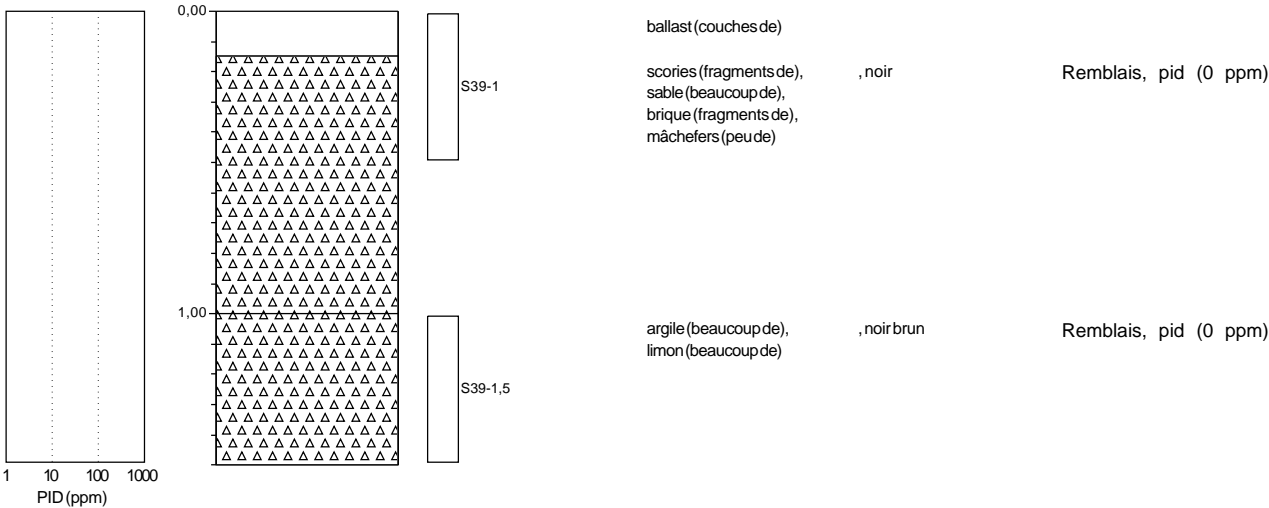 0,00
ballast (couches de)
scories (fragments de), , noir Remblais, pid (0 ppm)
S39-1
sable (beaucoup de),
brique (fragments de),
mâchefers (peu de)
1,00
argile (beaucoup de), , noir brun Remblais, pid (0 ppm)
limon (beaucoup de)
S39-1,5
1 10 100 1000
PID (ppm)